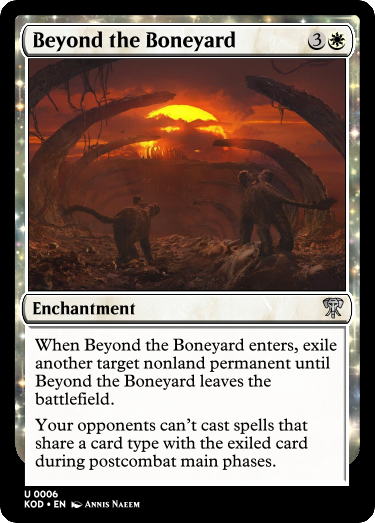 Beyond the Boneyard 3
Enchantment
When Beyond the Boneyard enters, exile
another target nonland permanent until
Beyond the Boneyard leaves the
battlefield.
Your opponents can't cast spells that
share a card type with the exiled card
during postcombat main phases.
U 0006
KOD • EN Annis Naeem